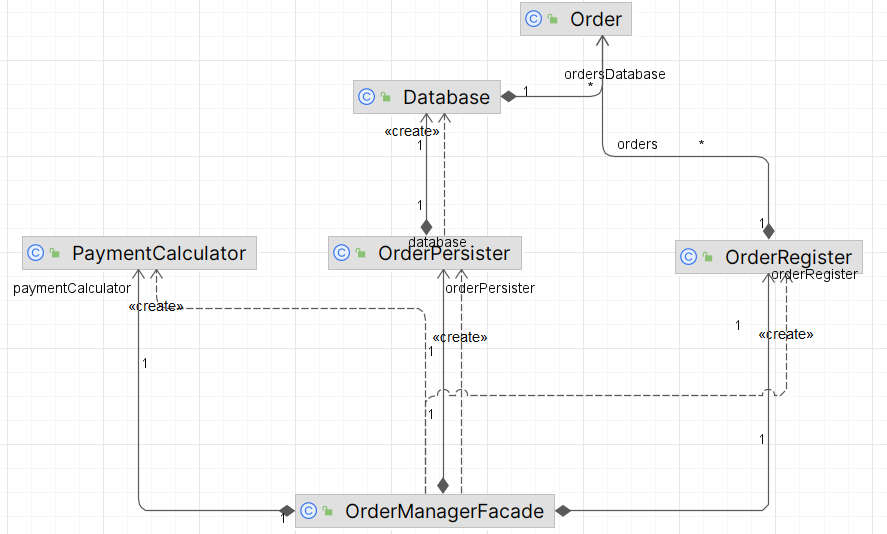 C Order
ordersDatabase
C Database
1
*
«create»
1
orders
*
1
1
C PaymentCalculator
C OrderPersister
database
C OrderRegister
orderRegister
paymentCalculator
orderPersister
«create»
«create»
1
«create»
1
1
1
1
C OrderManagerFacade
1